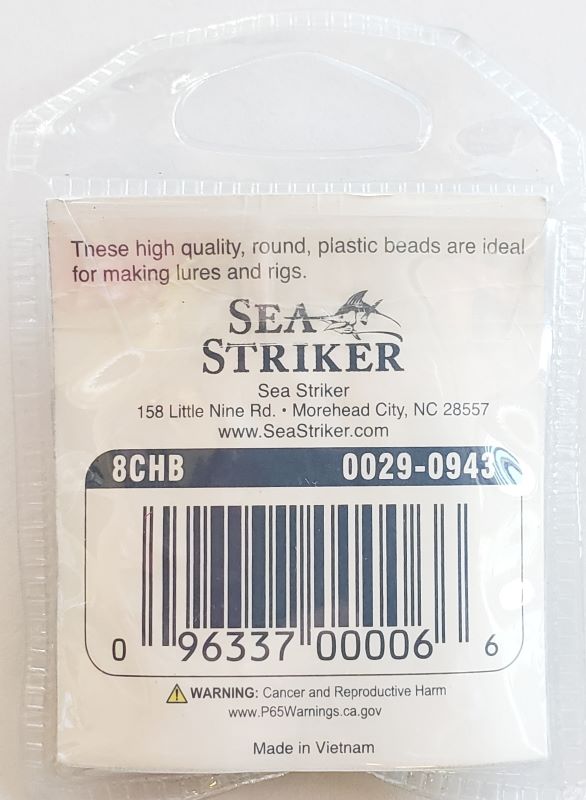 These high quality, round, plastic beads are ideal
for making lures and rigs.
SEA
STRIKER
Sea Striker
158 Little Nine Rd. • Morehead City, NC 28557
www.SeaStriker.com
8CHB 0029-0943
0 96337 00006 6
WARNING: Cancer and Reproductive Harm
www.P65Warnings.ca.gov
Made in Vietnam